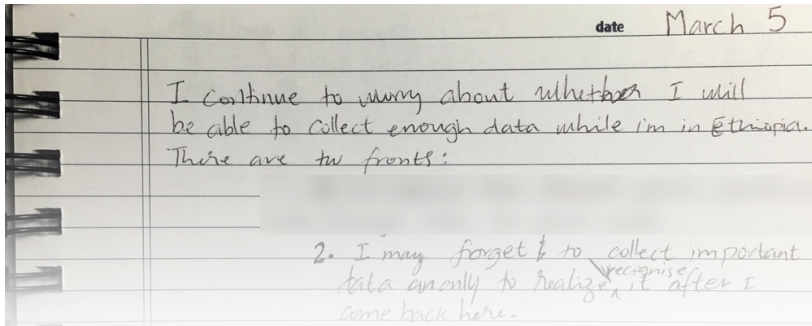 date March 5
I continue to worry about whether I will
be able to collect enough data while i'm in Ethiopia.
There are two fronts:
2. I may forget to collect important
data an only to realize recognise it after I
come back here.